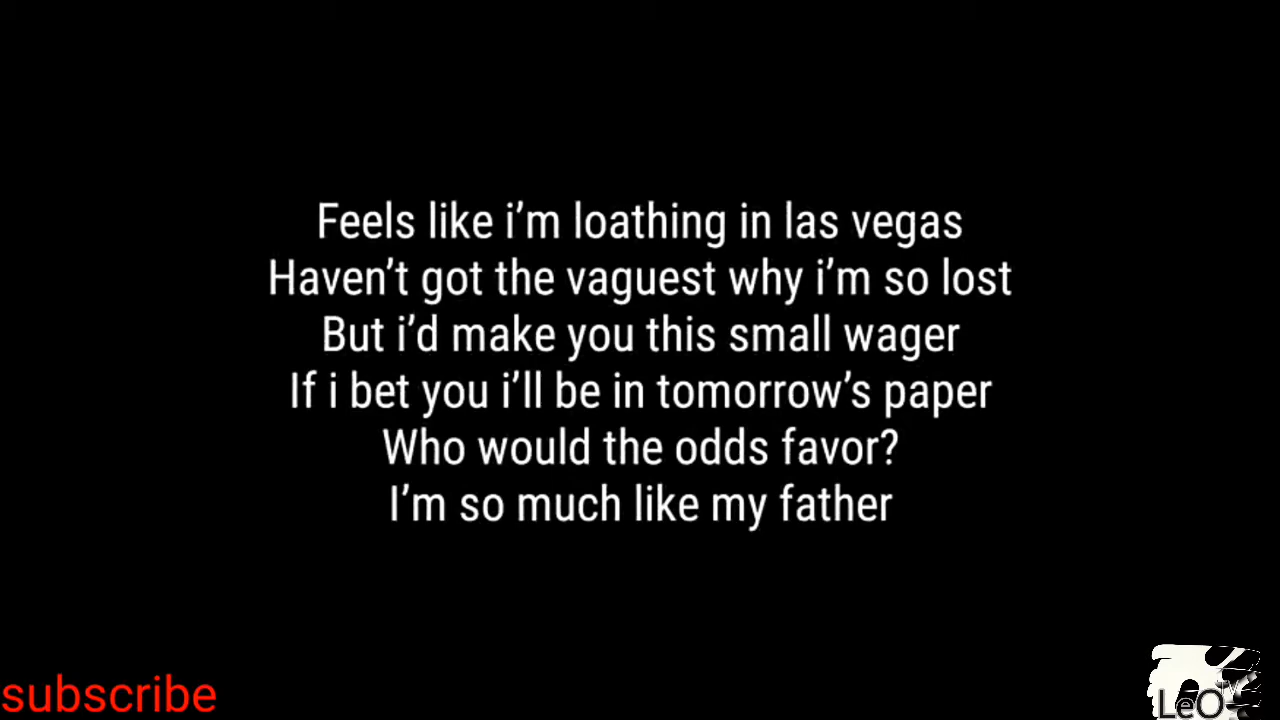 Feels like i’m loathing in las vegas
Haven’t got the vaguest why i’m so lost
But i’d make you this small wager
If i bet you i’ll be in tomorrow’s paper
Who would the odds favor?
I’m so much like my father
subscribe
LeO